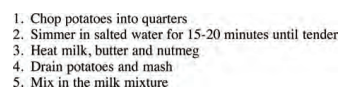 1. Chop potatoes into quarters
2. Simmer in salted water for 15-20 minutes until tender
3. Heat milk, butter and nutmeg
4. Drain potatoes and mash
5. Mix in the milk mixture